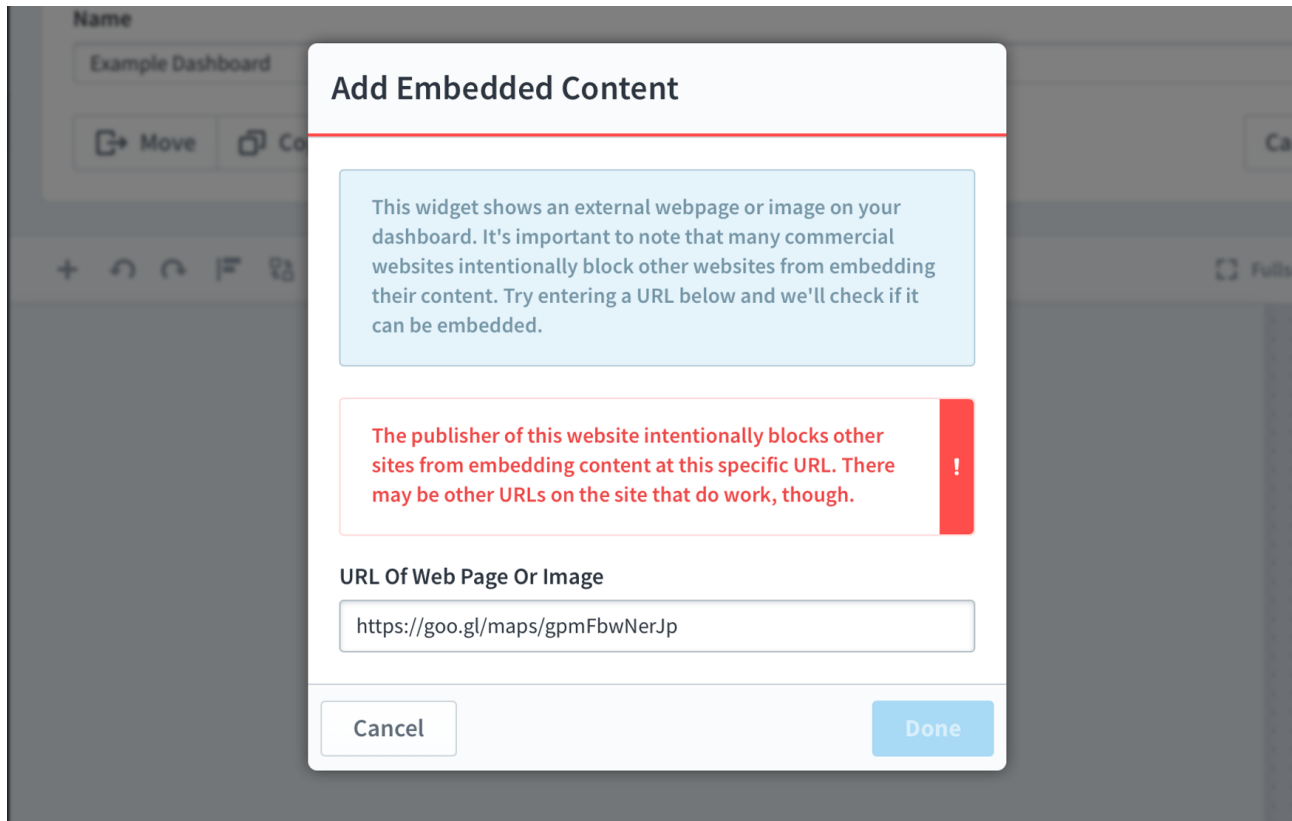 Name
Example Dashboard
Add Embedded Content
Move
This widget shows an external webpage or image on your
dashboard. It's important to note that many commercial
websites intentionally block other websites from embedding
their content. Try entering a URL below and we'll check if it
can be embedded.
The publisher of this website intentionally blocks other
sites from embedding content at this specific URL. There
may be other URLs on the site that do work, though.
!
URL Of Web Page Or Image
https://goo.gl/maps/gpmFbwNerJp
Cancel
Done